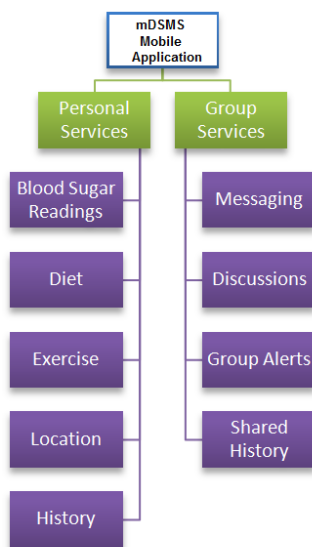 mDSMS
Mobile
Application
Personal
Services
Group
Services
Blood Sugar
Readings
Messaging
Diet
Discussions
Exercise
Group Alerts
Location
Shared
History
History